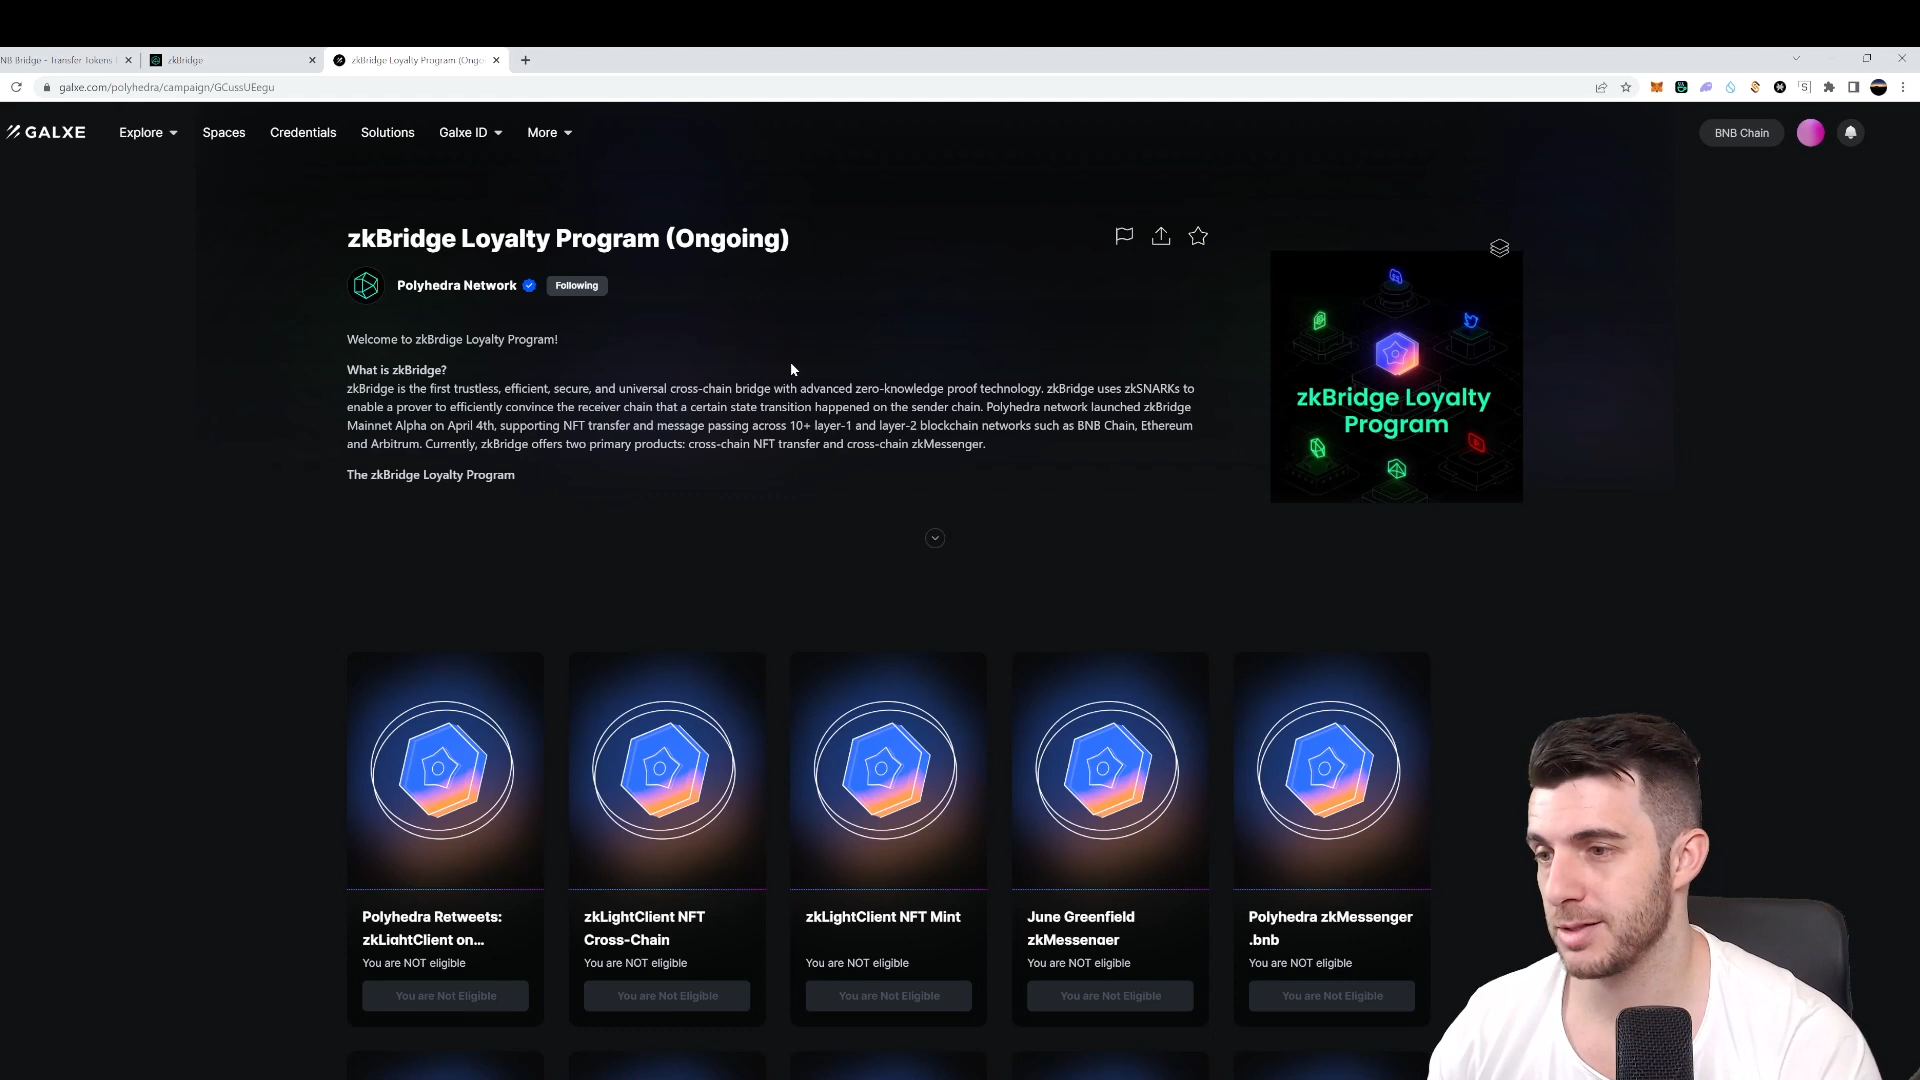 NB Bridge - Transfer Tokens
zkBridge
zkBridge Loyalty Program (Ongo
galxe.com/polyhedra/campaign/GCussUEegu
GALXE
Explore
Spaces
Credentials
Solutions
Galxe ID
More
BNB Chain
zkBridge Loyalty Program (Ongoing)
Polyhedra Network
Following
Welcome to zkBrdige Loyalty Program!
What is zkBridge?
zkBridge is the first trustless, efficient, secure, and universal cross-chain bridge with advanced zero-knowledge proof technology. zkBridge uses zkSNARKs to
enable a prover to efficiently convince the receiver chain that a certain state transition happened on the sender chain. Polyhedra network launched zkBridge
Mainnet Alpha on April 4th, supporting NFT transfer and message passing across 10+ layer-1 and layer-2 blockchain networks such as BNB Chain, Ethereum
and Arbitrum. Currently, zkBridge offers two primary products: cross-chain NFT transfer and cross-chain zkMessenger.
The zkBridge Loyalty Program
zkBridge Loyalty
Program
Polyhedra Retweets:
zkLightClient on...
You are NOT eligible
You are Not Eligible
zkLightClient NFT
Cross-Chain
You are NOT eligible
You are Not Eligible
zkLightClient NFT Mint
You are NOT eligible
You are Not Eligible
June Greenfield
zkMessenger
You are NOT eligible
You are Not Eligible
Polyhedra zkMessenger
.bnb
You are NOT eligible
You are Not Eligible